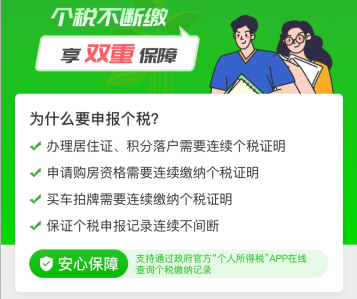 个税不断缴
享双重保障
为什么要申报个税?
办理居住证、积分落户需要连续个税证明
申请购房资格需要连续缴纳个税证明
买车拍牌需要连续缴纳个税证明
保证个税申报记录连续不间断
安心保障
支持通过政府官方“个人所得税”APP在线
查询个税缴纳记录